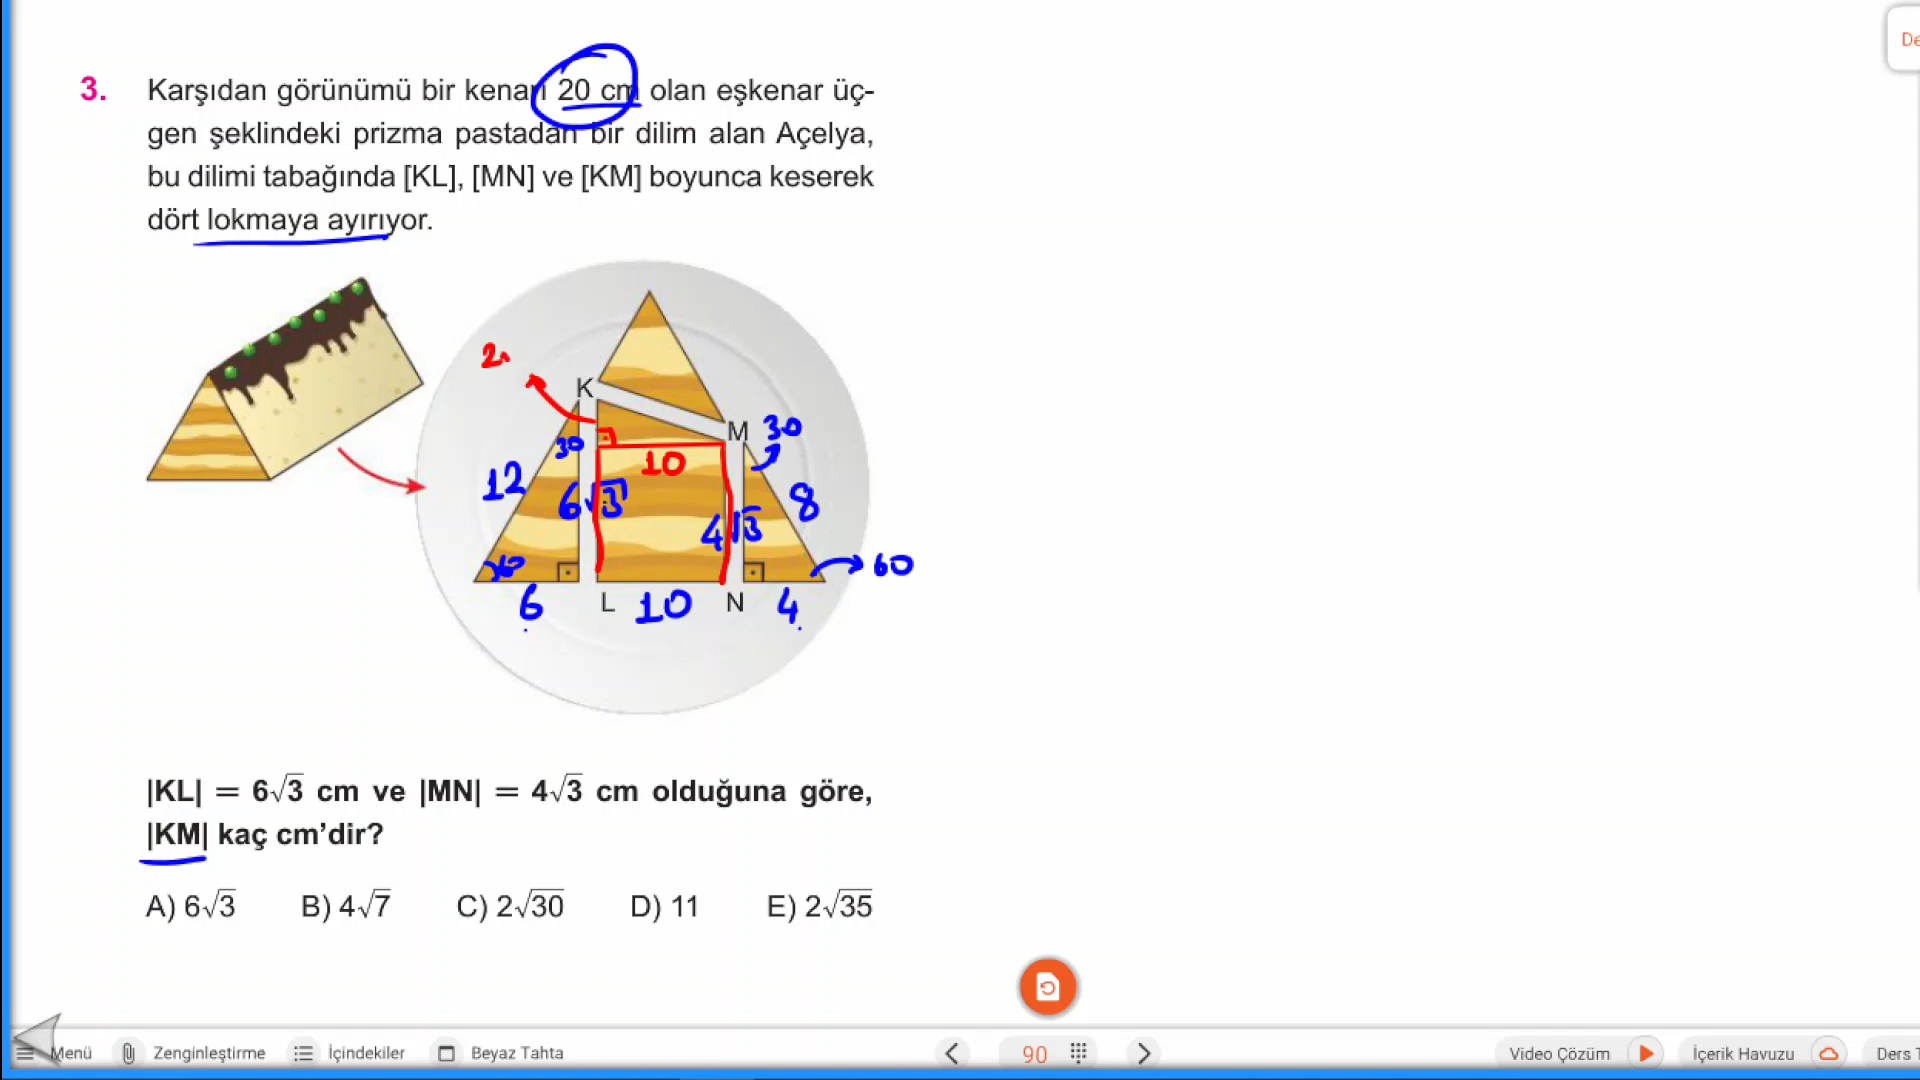 De
3. Karşıdan görünümü bir kenarı 20 cm olan eşkenar üç-
gen şeklindeki prizma pastadan bir dilim alan Açelya,
bu dilimi tabağında [KL], [MN] ve [KM] boyunca keserek
dört lokmaya ayırıyor.
2
K
M 30
30
10
12 6√3 8
4√3
60
6 L 10 N 4
|KL| = 6√3 cm ve |MN| = 4√3 cm olduğuna göre,
|KM| kaç cm'dir?
A) 6√3 B) 4√7 C) 2√30 D) 11 E) 2√35
Menü Zenginleştirme İçindekiler Beyaz Tahta 90 Video Çözüm İçerik Havuzu Ders